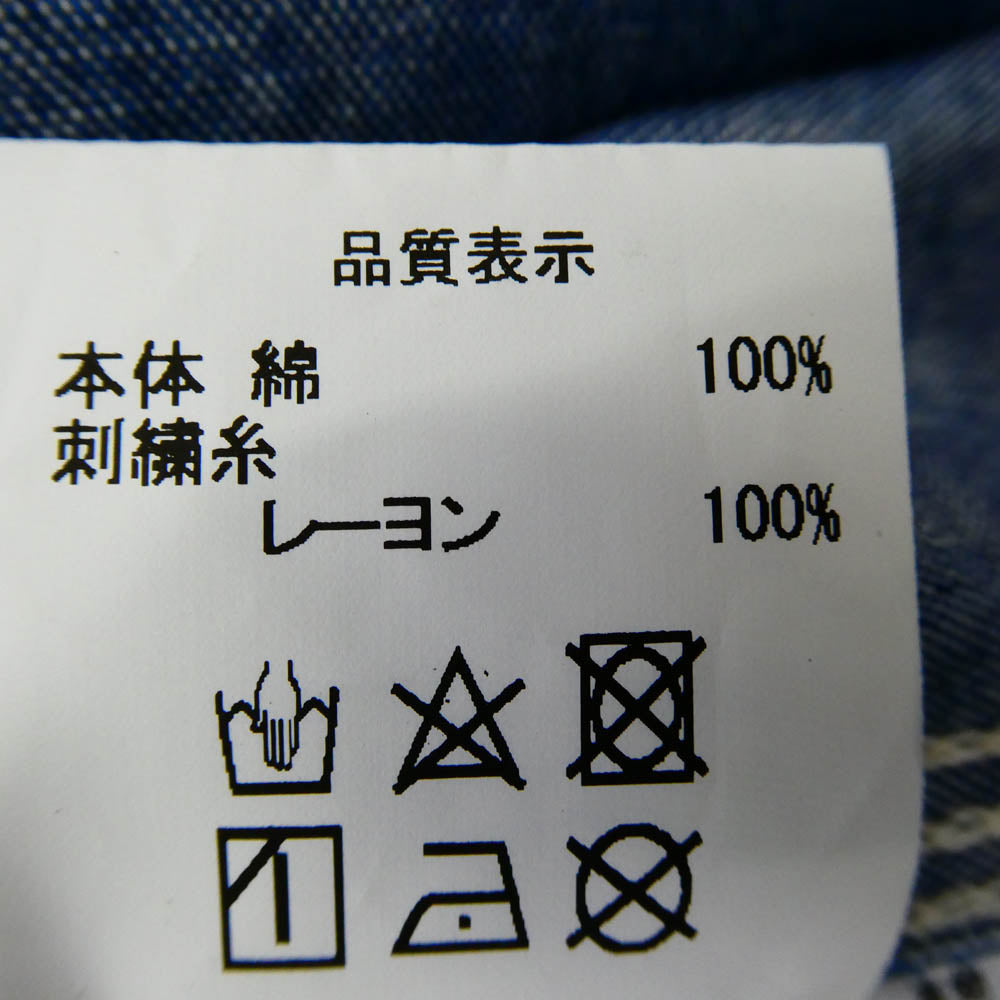 品質表示
本体 綿 100%
刺繍糸
レーヨン 100%